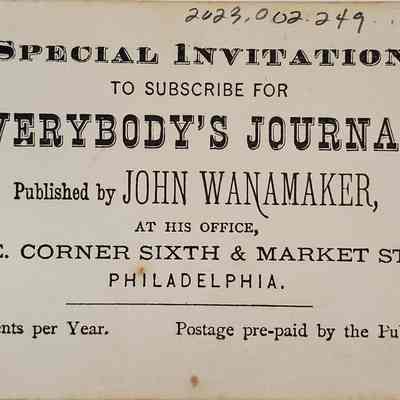 2023.002.249
SPECIAL INVITATION
TO SUBSCRIBE FOR
VERYBODY'S JOURNA
Published by JOHN WANAMAKER,
AT HIS OFFICE,
E. CORNER SIXTH & MARKET ST
PHILADELPHIA.
ents per Year. Postage pre-paid by the Pu